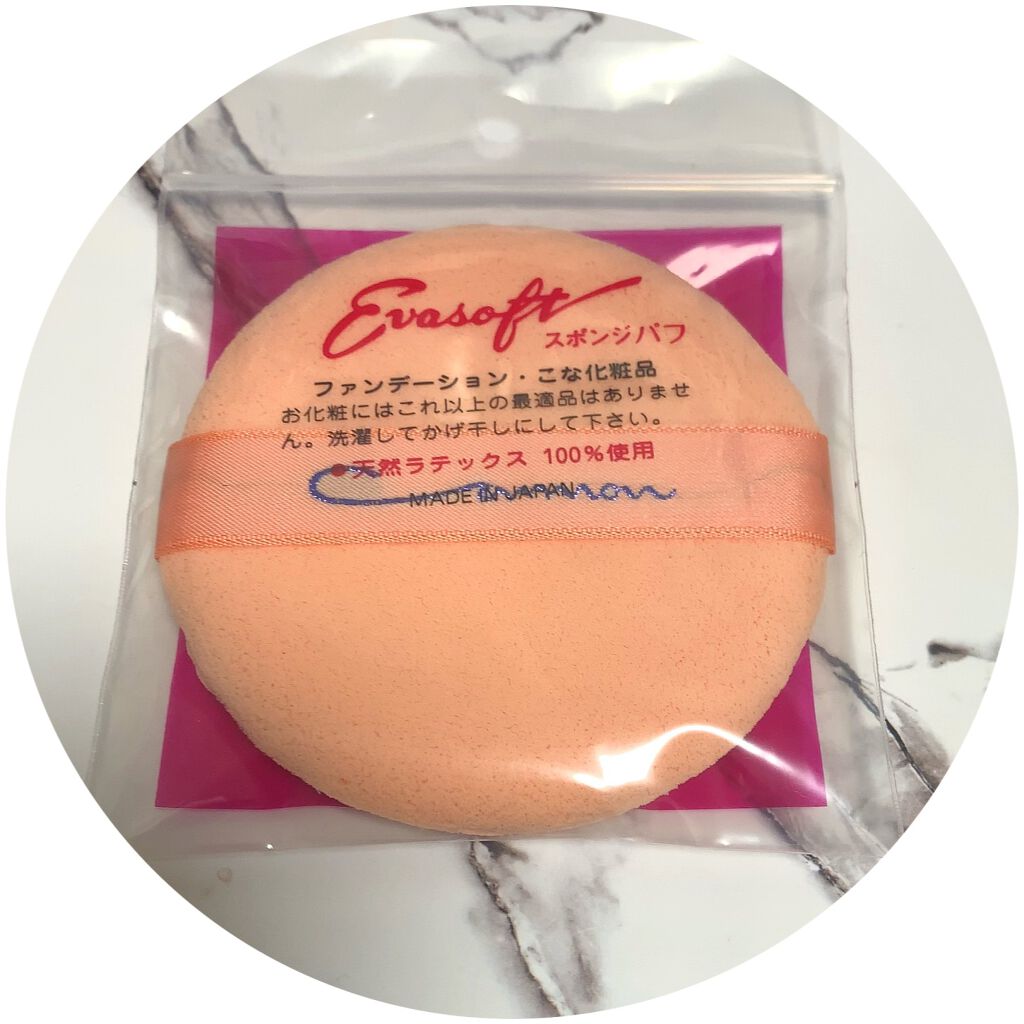 Evasoft
スポンジパフ
ファンデーション・こな化粧品
お化粧にはこれ以上の最適品はありませ
ん。洗濯してかげ干しにして下さい。
●天然ラテックス 100%使用
MADE IN JAPAN